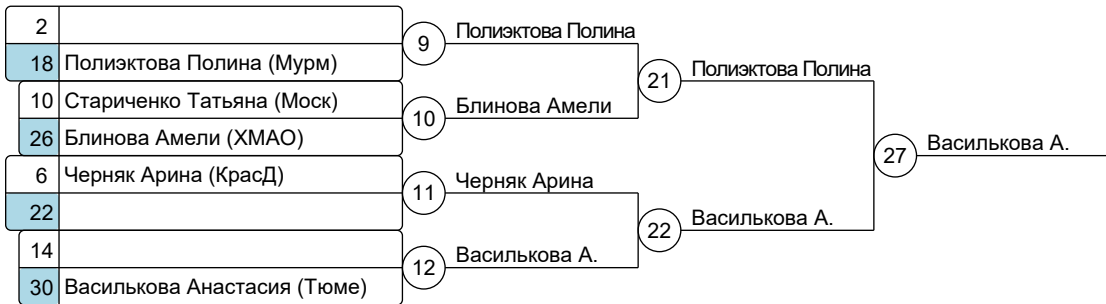 2
18 Полиэктова Полина (Мурм)
9 Полиэктова Полина
10 Стариченко Татьяна (Моск)
26 Блинова Амели (ХМАО)
10 Блинова Амели
21 Полиэктова Полина
6 Черняк Арина (КрасД)
22
11 Черняк Арина
14
30 Василькова Анастасия (Тюме)
12 Василькова А.
22 Василькова А.
27 Василькова А.